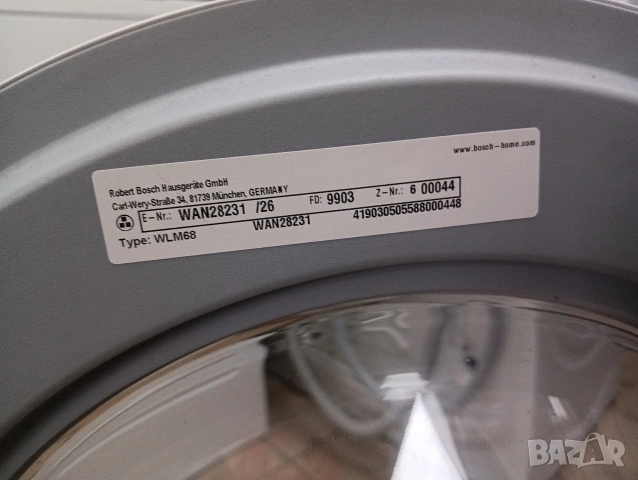 www.bosch-home.com
Robert Bosch Hausgeräte GmbH
Carl-Wery-Straße 34, 81739 München, GERMANY
E-Nr.: WAN28231 /26 FD: 9903 Z-Nr.: 6 00044
Type: WLM68 WAN28231 419030505588000448
BAZAR